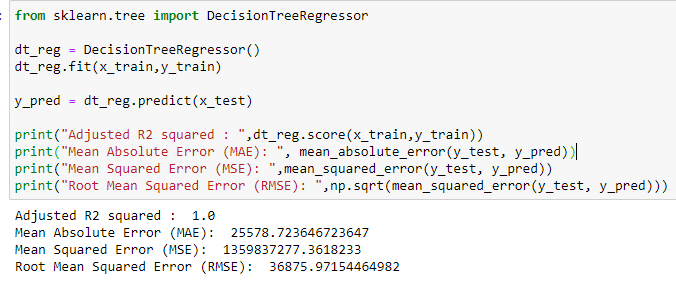 from sklearn.tree import DecisionTreeRegressor
dt_reg = DecisionTreeRegressor()
dt_reg.fit(x_train,y_train)
y_pred = dt_reg.predict(x_test)
print("Adjusted R2 squared : ",dt_reg.score(x_train,y_train))
print("Mean Absolute Error (MAE): ", mean_absolute_error(y_test, y_pred))
print("Mean Squared Error (MSE): ",mean_squared_error(y_test, y_pred))
print("Root Mean Squared Error (RMSE): ",np.sqrt(mean_squared_error(y_test, y_pred)))
Adjusted R2 squared :  1.0
Mean Absolute Error (MAE):  25578.723646723647
Mean Squared Error (MSE):  1359837277.3618233
Root Mean Squared Error (RMSE):  36875.97154464982